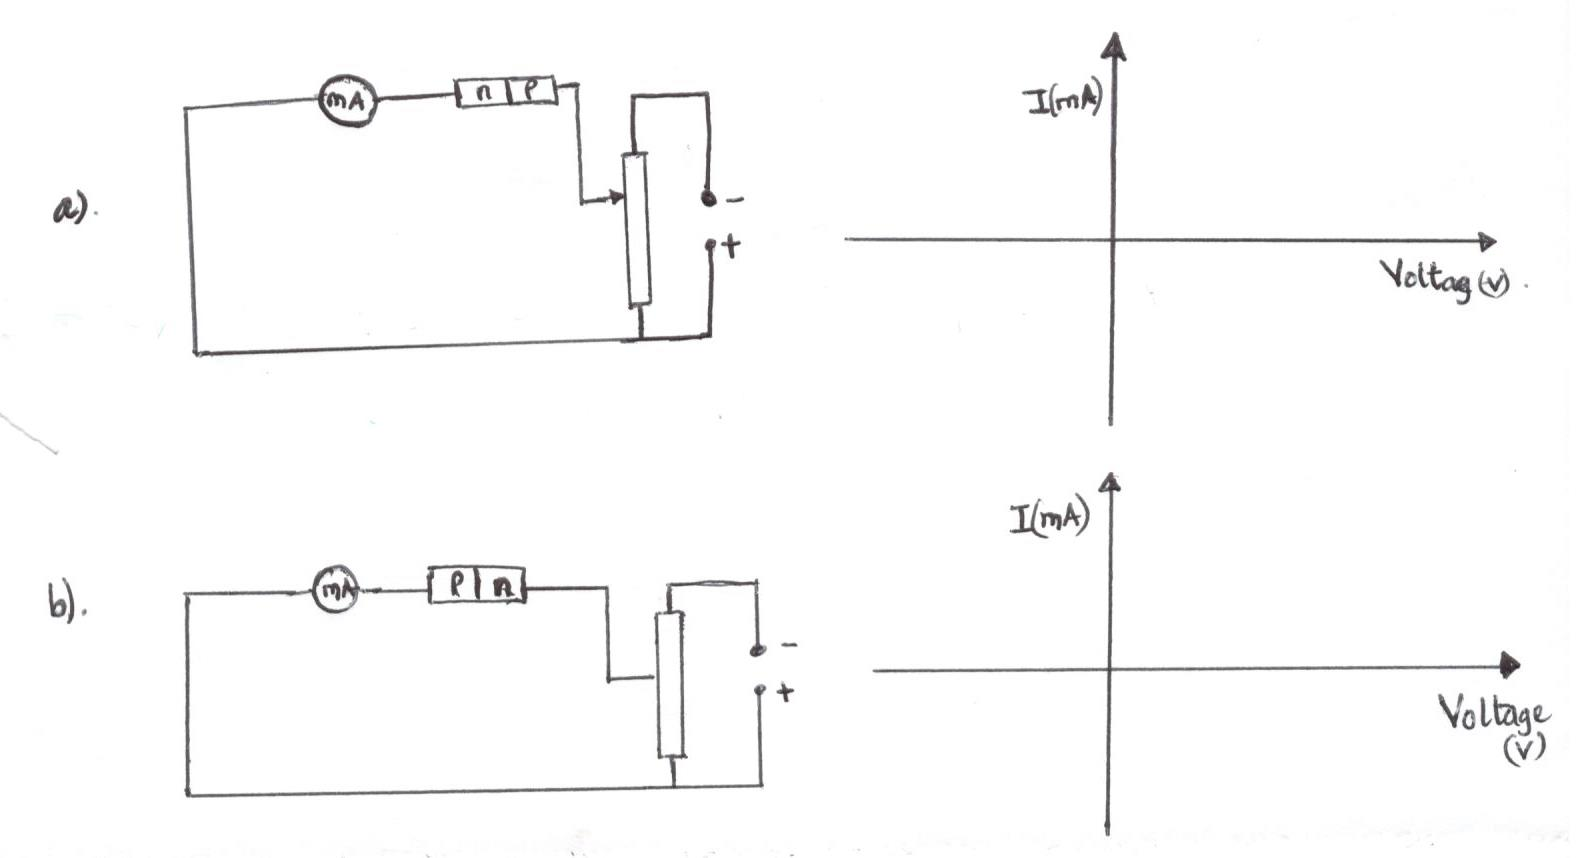 a).
mA
n P
-
+
I(mA)
Voltag(v).
b).
mA
P n
-
+
I(mA)
Voltage
(v)